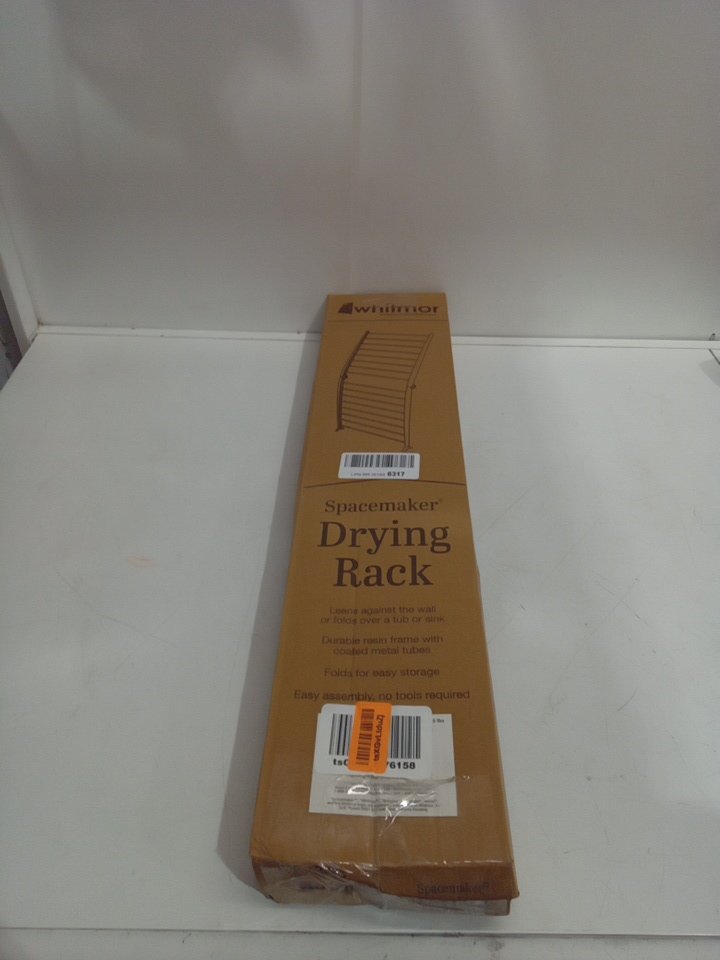 whitmor
6317
Spacemaker®
Drying
Rack
Leans against the wall
or folds over a tub or sink
Durable resin frame with
coated metal tubes
Folds for easy storage
Easy assembly, no tools required
lbs
76158
Spacemaker®